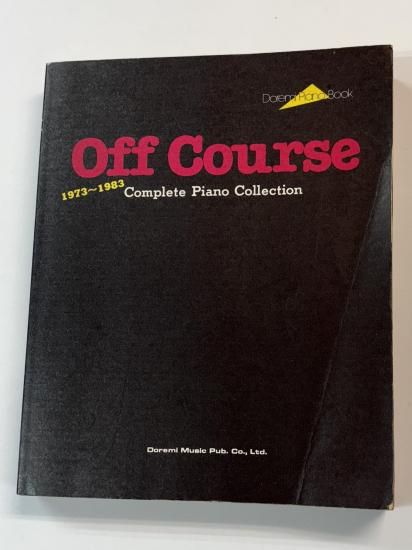 Doremi Piano Book
Off Course
1973~1983
Complete Piano Collection
Doremi Music Pub. Co., Ltd.